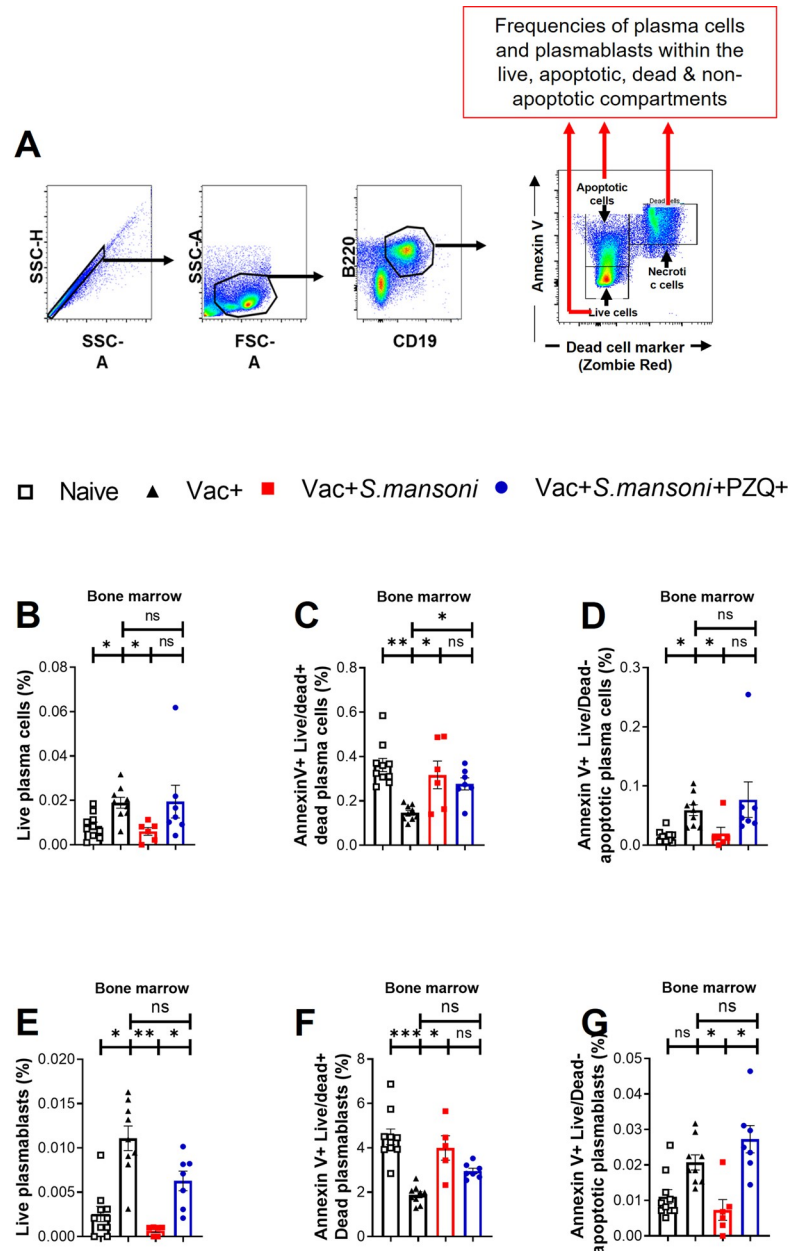 Frequencies of plasma cells
and plasmablasts within the
live, apoptotic, dead & non-
apoptotic compartments
A
SSC-H
SSC-
A
SSC-A
FSC-
A
B220
CD19
Annexin V
Apoptotic
cells
Dead cells
Necroti
c cells
Live cells
Dead cell marker
(Zombie Red)
Naive
Vac+
Vac+S.mansoni
Vac+S.mansoni+PZQ+
B
Bone marrow
ns
* * ns
Live plasma cells (%)
0.08
0.06
0.04
0.02
0.00
C
Bone marrow
*
** * ns
AnnexinV+ Live/dead+
dead plasma cells (%)
0.8
0.6
0.4
0.2
0.0
D
Bone marrow
ns
* * ns
Annexin V+ Live/Dead-
apoptotic plasma cells (%)
0.3
0.2
0.1
0.0
E
Bone marrow
ns
* ** *
Live plasmablasts (%)
0.020
0.015
0.010
0.005
0.000
F
Bone marrow
ns
*** * ns
Annexin V+ Live/dead+
Dead plasmablasts (%)
8
6
4
2
0
G
Bone marrow
ns
ns * *
Annexin V+ Live/Dead-
apoptotic plasmablasts (%)
0.05
0.04
0.03
0.02
0.01
0.00